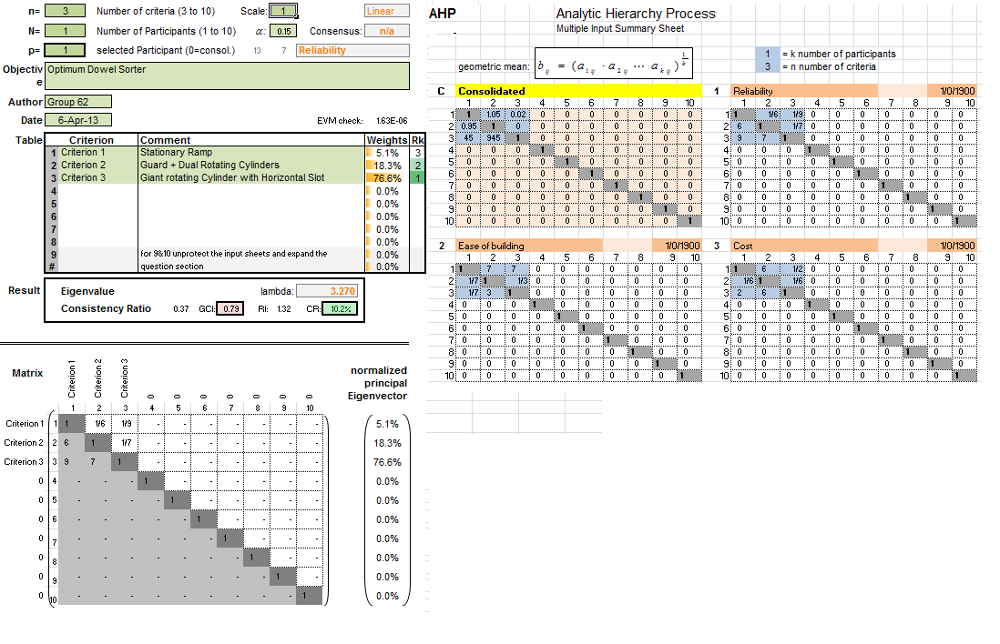 n= 3 Number of criteria (3 to 10) Scale: 1 Linear
N= 1 Number of Participants (1 to 10) α: 0.15 Consensus: n/a
p= 1 selected Participant (0=consol.) 13 7 Reliability
Objectiv
e Optimum Dowel Sorter
Author Group 62
Date 6-Apr-13 EVM check: 1.63E-06
Table Criterion Comment Weights Rk
1 Criterion 1 Stationary Ramp 5.1% 3
2 Criterion 2 Guard + Dual Rotating Cylinders 18.3% 2
3 Criterion 3 Giant rotating Cylinder with Horizontal Slot 76.6% 1
4 0.0%
5 0.0%
6 0.0%
7 0.0%
8 0.0%
9 for 9&10 unprotect the input sheets and expand the 0.0%
# question section 0.0%
Result Eigenvalue lambda: 3.270
Consistency Ratio 0.37 GCI: 0.79 RI: 1.32 CR: 10.2%
Matrix Criterion 1 Criterion 2 Criterion 3 0 0 0 0 0 0 0 normalized principal Eigenvector
1 2 3 4 5 6 7 8 9 10
Criterion 1 1 1 1/6 1/9 - - - - - - - 5.1%
Criterion 2 2 6 1 1/7 - - - - - - - 18.3%
Criterion 3 3 9 7 1 - - - - - - - 76.6%
0 4 - - - 1 - - - - - - 0.0%
0 5 - - - - 1 - - - - - 0.0%
0 6 - - - - - 1 - - - - 0.0%
0 7 - - - - - - 1 - - - 0.0%
0 8 - - - - - - - 1 - - 0.0%
0 9 - - - - - - - - 1 - 0.0%
0 10 - - - - - - - - - 1 0.0%
AHP Analytic Hierarchy Process
Multiple Input Summary Sheet
geometric mean: b ij = (a 1ij · a 2ij ··· a kij) 1/k
1 = k number of participants
3 = n number of criteria
C Consolidated
1 2 3 4 5 6 7 8 9 10
1 1 1.05 0.02 0 0 0 0 0 0 0
2 0.95 1 0 0 0 0 0 0 0 0
3 45 945 1 0 0 0 0 0 0 0
4 0 0 0 1 0 0 0 0 0 0
5 0 0 0 0 1 0 0 0 0 0
6 0 0 0 0 0 1 0 0 0 0
7 0 0 0 0 0 0 1 0 0 0
8 0 0 0 0 0 0 0 1 0 0
9 0 0 0 0 0 0 0 0 1 0
10 0 0 0 0 0 0 0 0 0 1
1 Reliability 1/0/1900
1 2 3 4 5 6 7 8 9 10
1 1 1/6 1/9 0 0 0 0 0 0 0
2 6 1 1/7 0 0 0 0 0 0 0
3 9 7 1 0 0 0 0 0 0 0
4 0 0 0 1 0 0 0 0 0 0
5 0 0 0 0 1 0 0 0 0 0
6 0 0 0 0 0 1 0 0 0 0
7 0 0 0 0 0 0 1 0 0 0
8 0 0 0 0 0 0 0 1 0 0
9 0 0 0 0 0 0 0 0 1 0
10 0 0 0 0 0 0 0 0 0 1
2 Ease of building 1/0/1900
1 2 3 4 5 6 7 8 9 10
1 1 7 7 0 0 0 0 0 0 0
2 1/7 1 1/3 0 0 0 0 0 0 0
3 1/7 3 1 0 0 0 0 0 0 0
4 0 0 0 1 0 0 0 0 0 0
5 0 0 0 0 1 0 0 0 0 0
6 0 0 0 0 0 1 0 0 0 0
7 0 0 0 0 0 0 1 0 0 0
8 0 0 0 0 0 0 0 1 0 0
9 0 0 0 0 0 0 0 0 1 0
10 0 0 0 0 0 0 0 0 0 1
3 Cost 1/0/1900
1 2 3 4 5 6 7 8 9 10
1 1 6 1/2 0 0 0 0 0 0 0
2 1/6 1 1/6 0 0 0 0 0 0 0
3 2 6 1 0 0 0 0 0 0 0
4 0 0 0 1 0 0 0 0 0 0
5 0 0 0 0 1 0 0 0 0 0
6 0 0 0 0 0 1 0 0 0 0
7 0 0 0 0 0 0 1 0 0 0
8 0 0 0 0 0 0 0 1 0 0
9 0 0 0 0 0 0 0 0 1 0
10 0 0 0 0 0 0 0 0 0 1